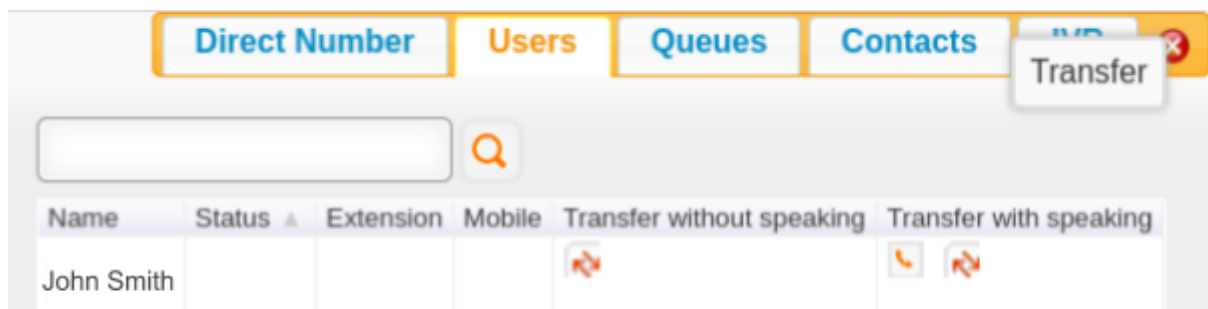 Direct Number Users Queues Contacts
Transfer
Name Status Extension Mobile Transfer without speaking Transfer with speaking
John Smith